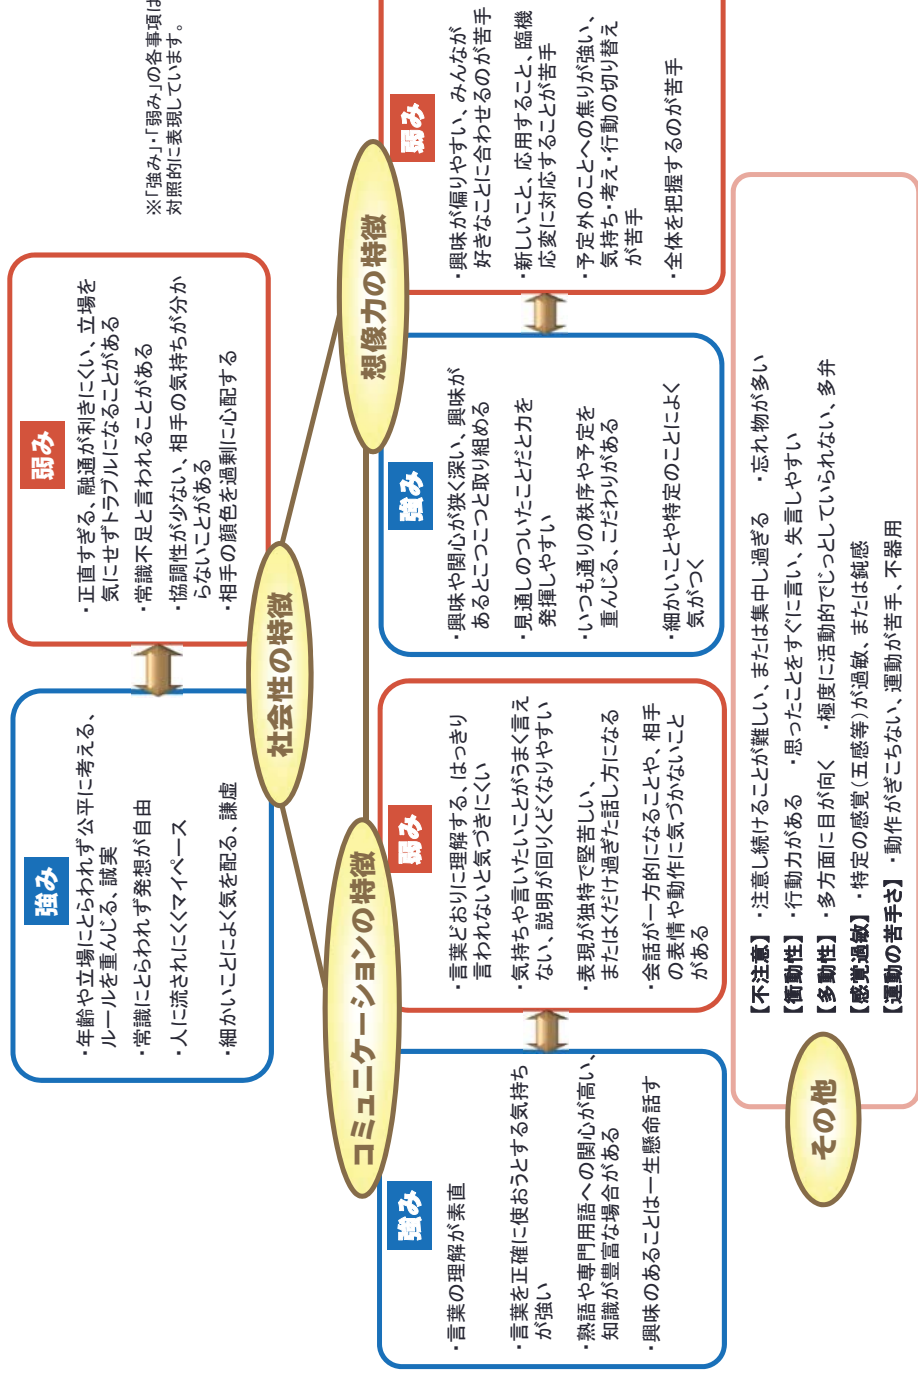 ※「強み」・「弱み」の各事項は
対照的に表現しています。
社会性の特徴
強み
・年齢や立場にとらわれず公平に考える、
ルールを重んじる、誠実
・常識にとらわれず発想が自由
・人に流されにくくマイペース
・細かいことによく気を配る、謙虚
弱み
・正直すぎる、融通が利きにくい、立場を
気にせずトラブルになることがある
・常識不足と言われることがある
・協調性が少ない、相手の気持ちが分か
らないことがある
・相手の顔色を過剰に心配する
コミュニケーションの特徴
強み
・言葉の理解が素直
・言葉を正確に使おうとする気持ち
が強い
・熟語や専門用語への関心が高い、
知識が豊富な場合がある
・興味のあることは一生懸命話す
弱み
・言葉どおりに理解する、はっきり
言われないと気づきにくい
・気持ちや言いたいことがうまく言え
ない、説明が回りくどくなりやすい
・表現が独特で堅苦しい、
またはくだけ過ぎた話し方になる
・会話が一方的になることや、相手
の表情や動作に気づかないこと
がある
想像力の特徴
強み
・興味や関心が狭く深い、興味が
あるとこつこつと取り組める
・見通しのついたことだと力を
発揮しやすい
・いつも通りの秩序や予定を
重んじる、こだわりがある
・細かいことや特定のことによく
気がつく
弱み
・興味が偏りやすい、みんなが
好きなことに合わせるのが苦手
・新しいこと、応用すること、臨機
応変に対応することが苦手
・予定外のことへの焦りが強い、
気持ち・考え・行動の切り替え
が苦手
・全体を把握するのが苦手
その他
【不注意】 ・注意し続けることが難しい、または集中し過ぎる ・忘れ物が多い
【衝動性】 ・行動力がある ・思ったことをすぐに言い、失言しやすい
【多動性】 ・多方面に目が向く ・極度に活動的でじっとしていられない、多弁
【感覚過敏】 ・特定の感覚(五感等)が過敏、または鈍感
【運動の苦手さ】 ・動作がぎこちない、運動が苦手、不器用